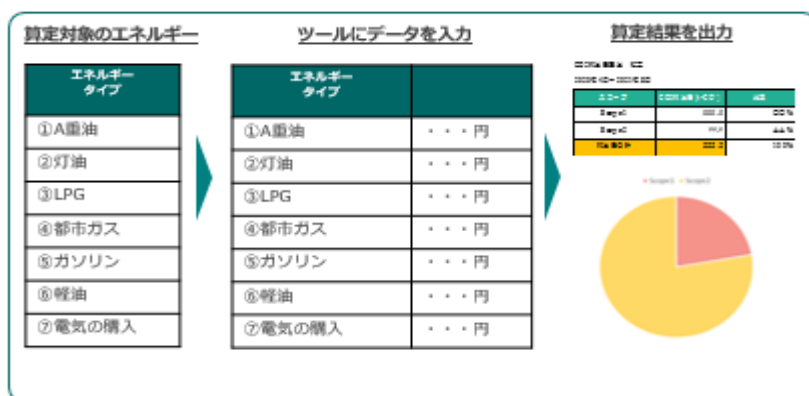 算定対象のエネルギー
エネルギー
タイプ
①A重油
②灯油
③LPG
④都市ガス
⑤ガソリン
⑥軽油
⑦電気の購入
ツールにデータを入力
エネルギー
タイプ
①A重油 ・・・円
②灯油 ・・・円
③LPG ・・・円
④都市ガス ・・・円
⑤ガソリン ・・・円
⑥軽油 ・・・円
⑦電気の購入 ・・・円
算定結果を出力